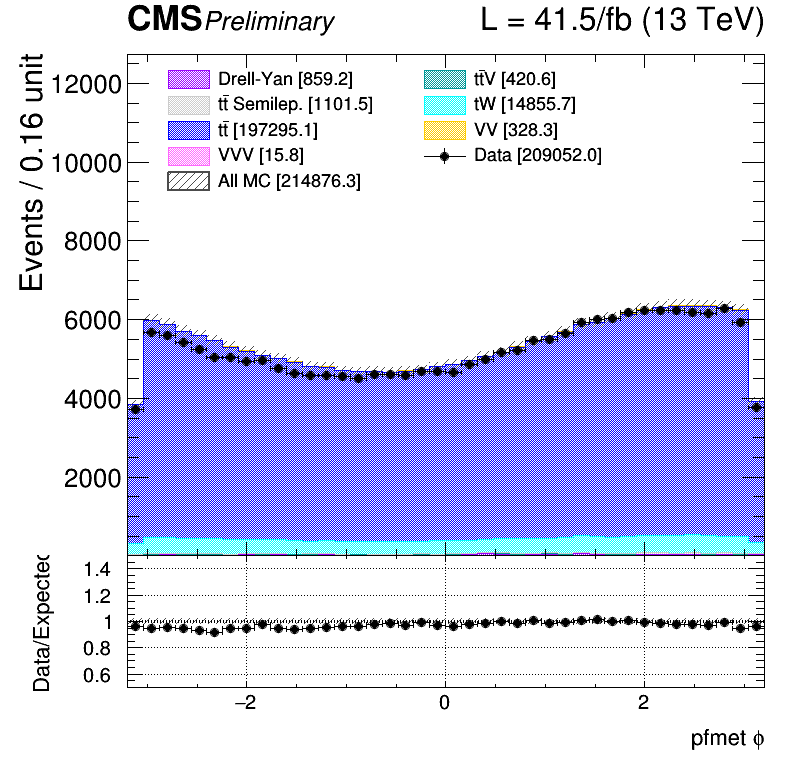 CMS Preliminary L = 41.5/fb (13 TeV)
Events / 0.16 unit
12000
10000
8000
6000
4000
2000
Drell-Yan [859.2]
tt̄ Semilep. [1101.5]
tt̄ [197295.1]
VVV [15.8]
All MC [214876.3]
tt̄V [420.6]
tW [14855.7]
VV [328.3]
Data [209052.0]
Data/Expected
1.4
1.2
1
0.8
0.6
−2 0 2
pfmet ϕ